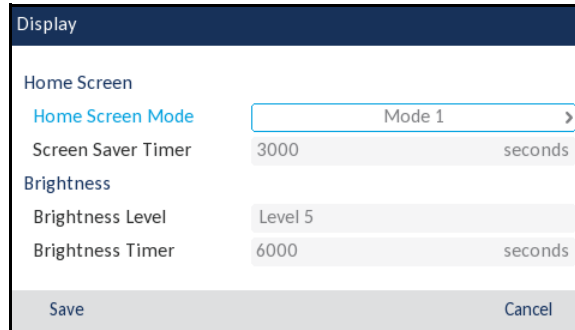 Display
Home Screen
Home Screen Mode Mode 1 >
Screen Saver Timer 3000 seconds
Brightness
Brightness Level Level 5
Brightness Timer 6000 seconds
Save Cancel